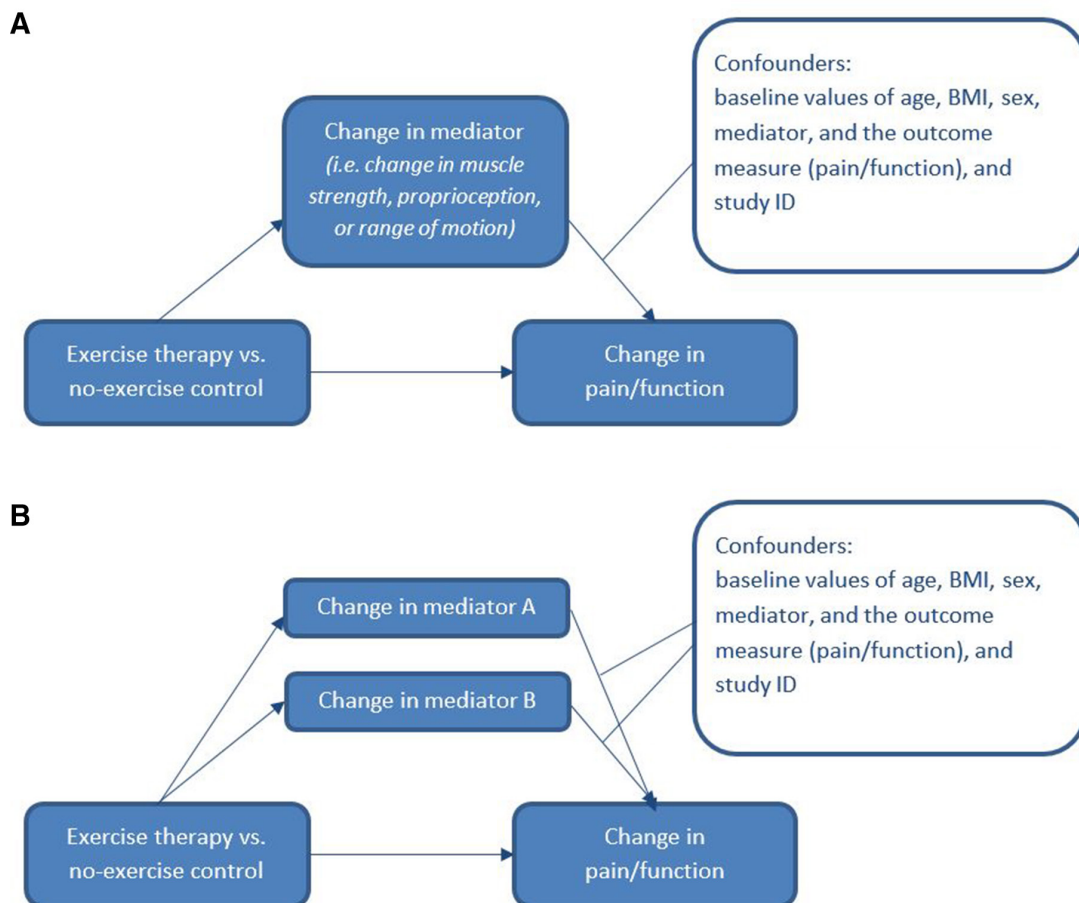 A
Change in mediator
(i.e. change in muscle
strength, proprioception,
or range of motion)
Confounders:
baseline values of age, BMI, sex,
mediator, and the outcome
measure (pain/function), and
study ID
Exercise therapy vs.
no-exercise control
Change in
pain/function
B
Change in mediator A
Change in mediator B
Confounders:
baseline values of age, BMI, sex,
mediator, and the outcome
measure (pain/function), and
study ID
Exercise therapy vs.
no-exercise control
Change in
pain/function